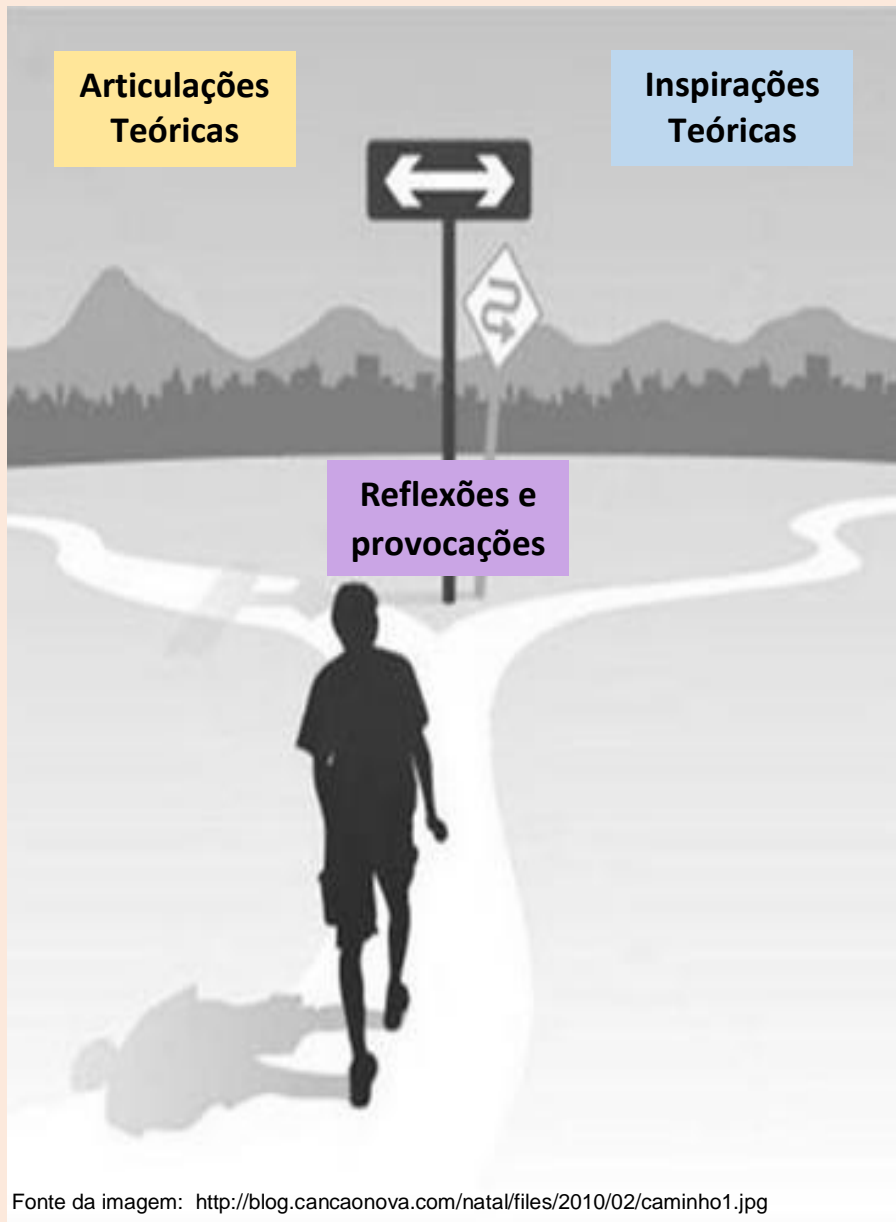 Articulações
Teóricas
Inspirações
Teóricas
Reflexões e
provocações
Fonte da imagem: http://blog.cancaonova.com/natal/files/2010/02/caminho1.jpg